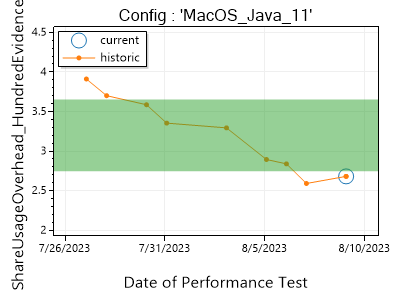 Config : 'MacOS_Java_11'
current
historic
4.5
4
3.5
3
2.5
2
ShareUsageOverhead_HundredEvidence
7/26/2023
7/31/2023
8/5/2023
8/10/2023
Date of Performance Test